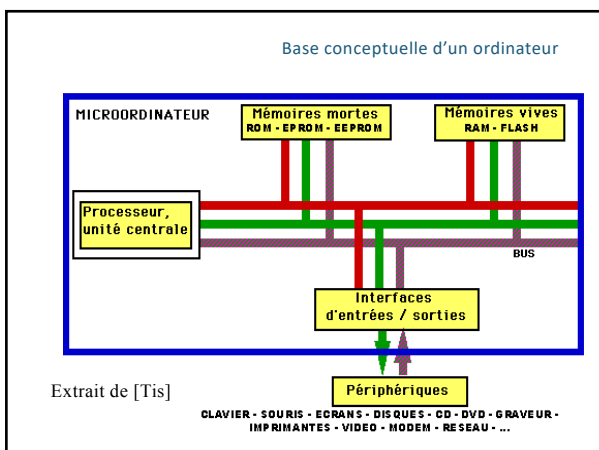 Base conceptuelle d'un ordinateur
MICROORDINATEUR
Mémoires mortes
ROM - EPROM - EEPROM
Mémoires vives
RAM - FLASH
Processeur,
unité centrale
BUS
Interfaces
d'entrées / sorties
Extrait de [Tis]
Périphériques
CLAVIER - SOURIS - ECRANS - DISQUES - CD - DVD - GRAVEUR -
IMPRIMANTES - VIDEO - MODEM - RESEAU - ...